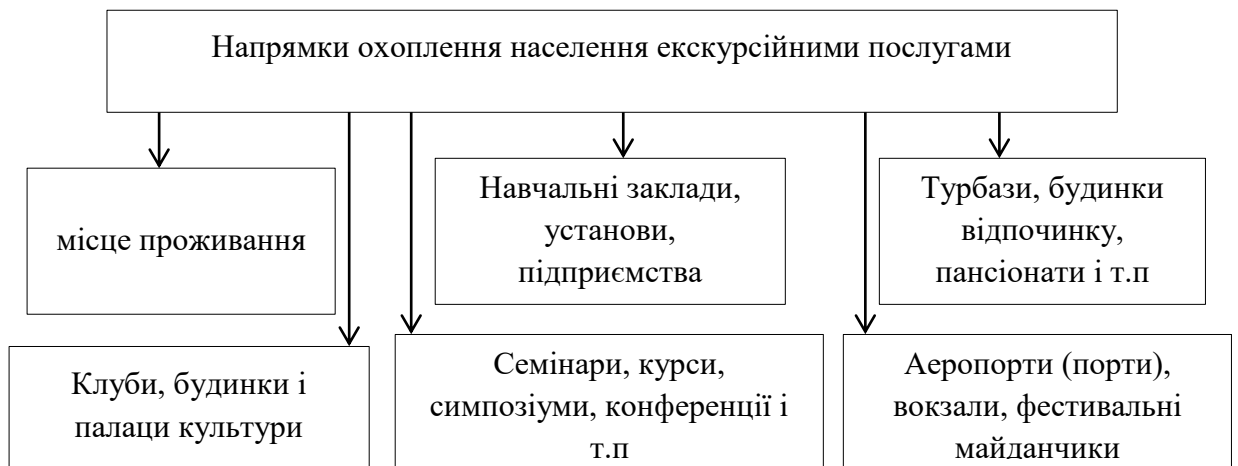 Напрямки охоплення населення екскурсійними послугами
місце проживання
Навчальні заклади,
установи,
підприємства
Турбази, будинки
відпочинку,
пансіонати і т.п
Клуби, будинки і
палаци культури
Семінари, курси,
симпозіуми, конференції і
т.п
Аеропорти (порти),
вокзали, фестивальні
майданчики